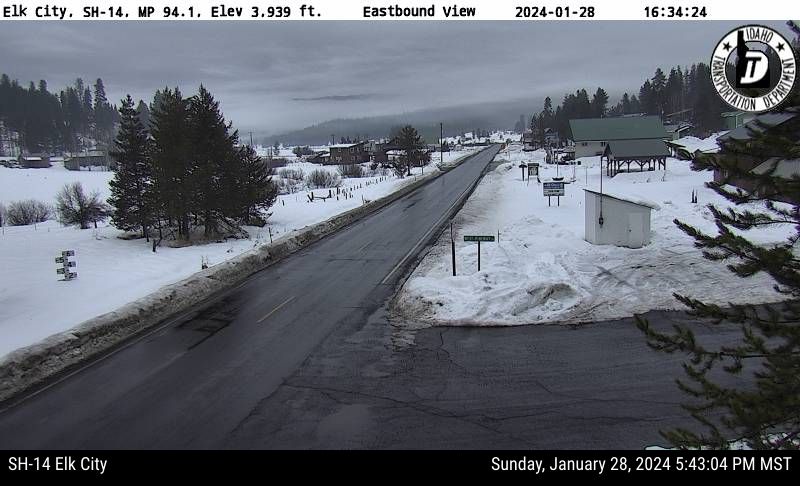 Elk City, SH-14, MP 94.1, Elev 3,939 ft. Eastbound View 2024-01-28 16:34:24
IDAHO
TRANSPORTATION DEPARTMENT
SH-14 Elk City
Sunday, January 28, 2024 5:43:04 PM MST